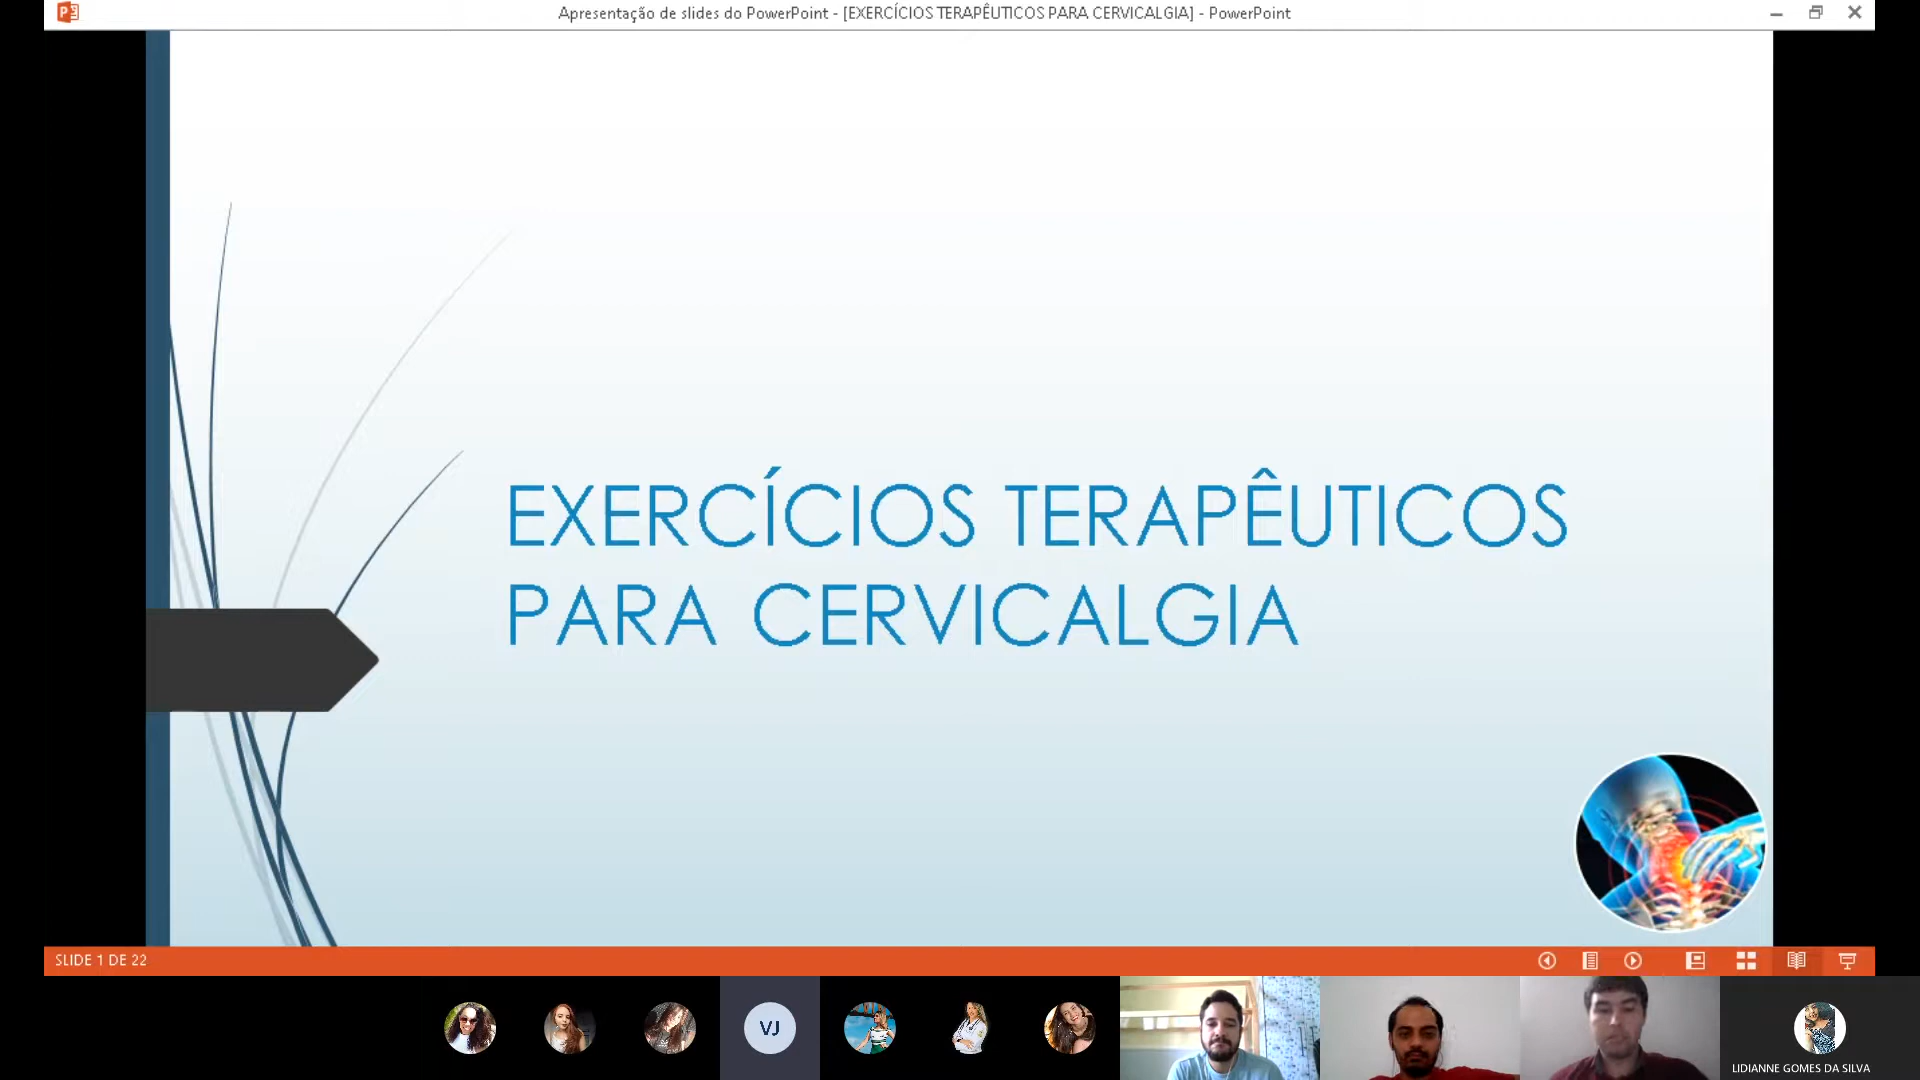 Apresentação de slides do PowerPoint - [EXERCÍCIOS TERAPÊUTICOS PARA CERVICALGIA] - PowerPoint
EXERCÍCIOS TERAPÊUTICOS
PARA CERVICALGIA
SLIDE 1 DE 22
VJ
LIDIANNE GOMES DA SILVA